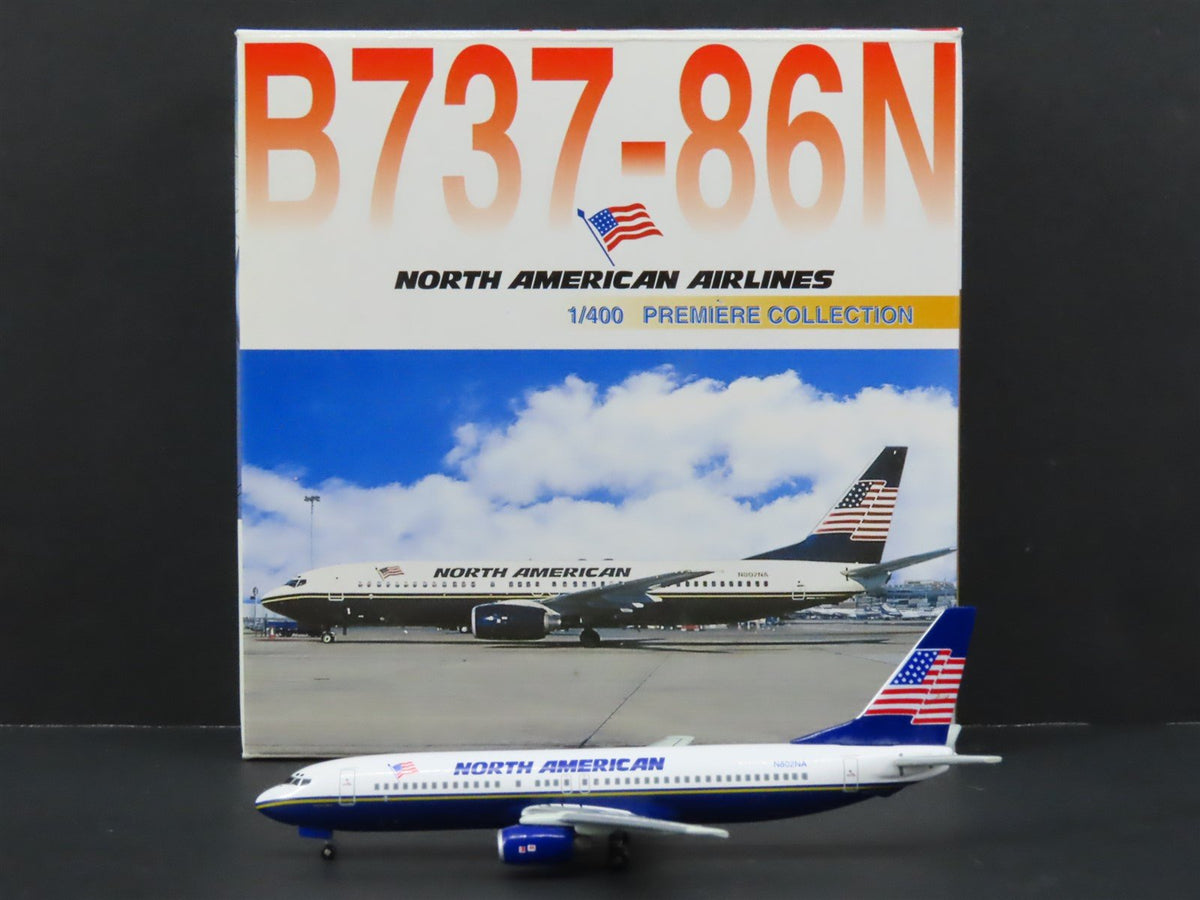 B737-86N
NORTH AMERICAN AIRLINES
1/400 PREMIERE COLLECTION
NORTH AMERICAN
N802NA
NORTH AMERICAN
N802NA